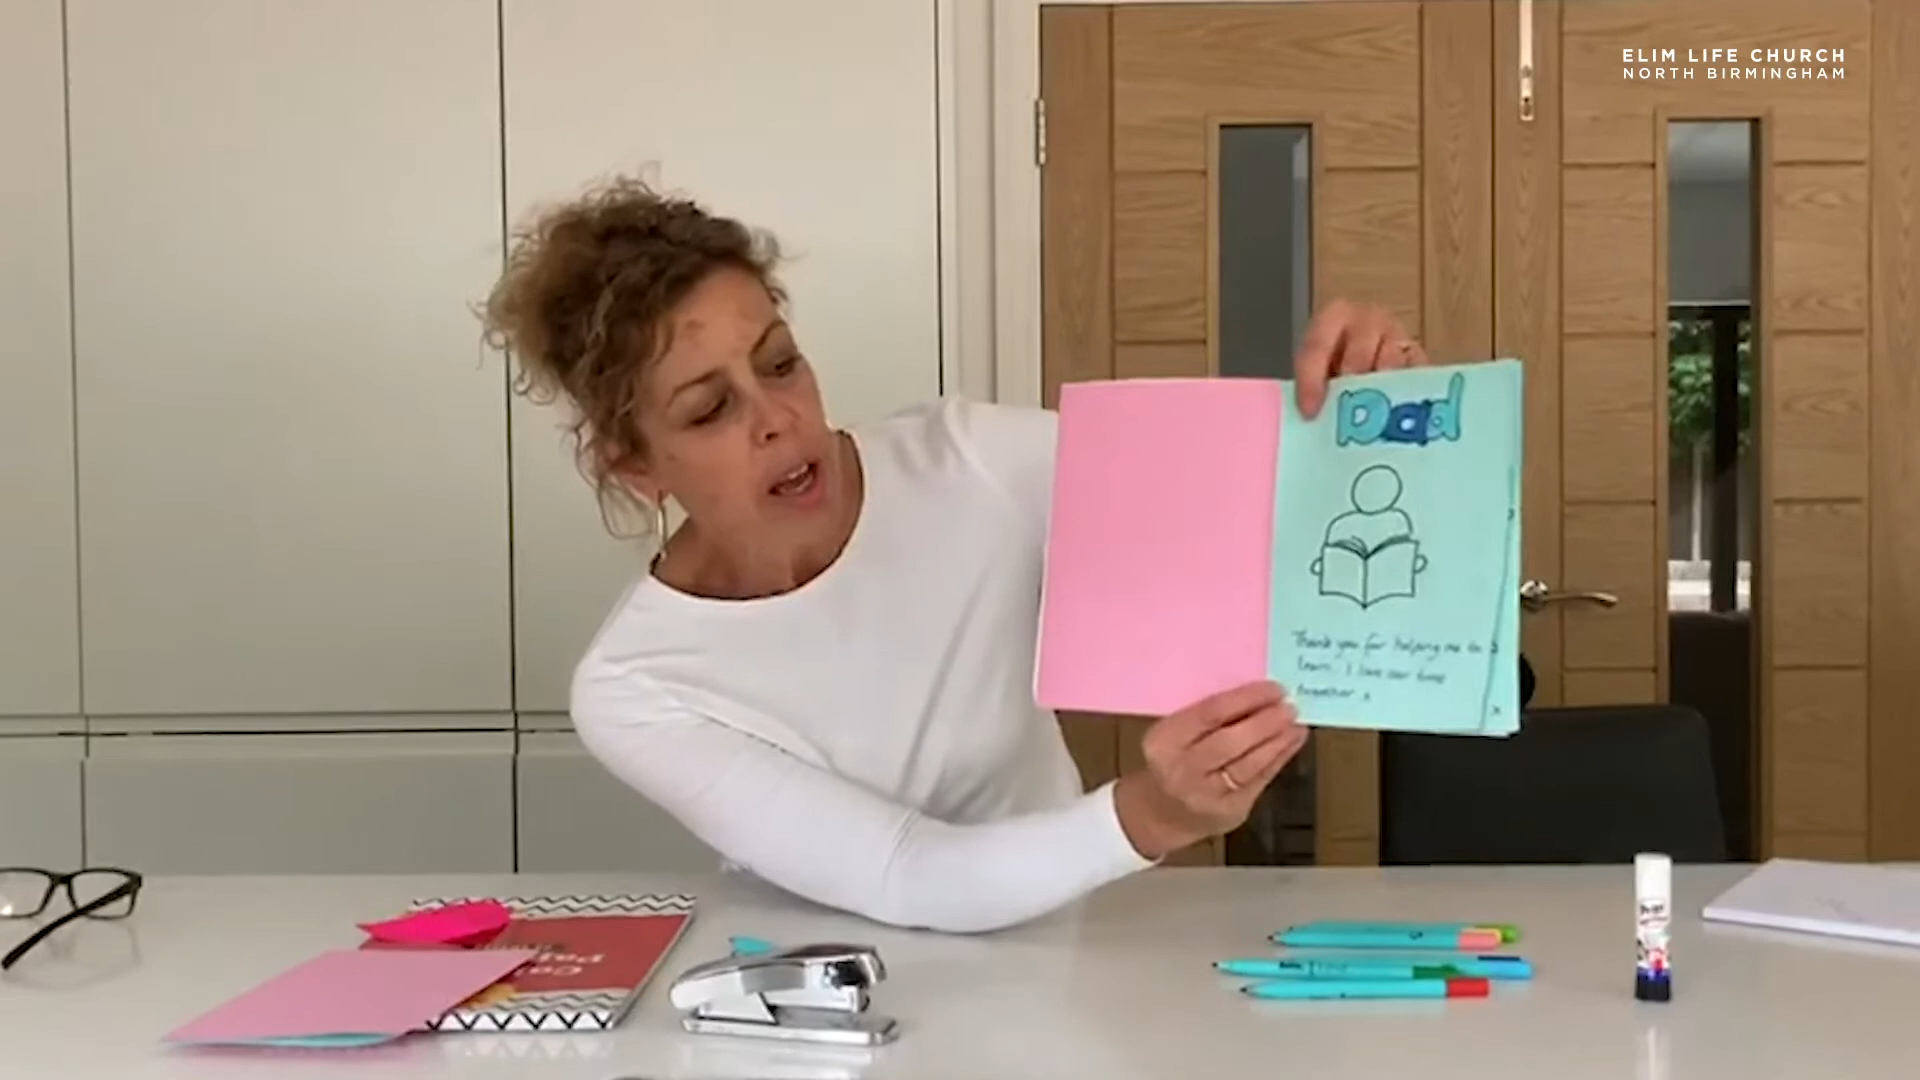 ELIM LIFE CHURCH
NORTH BIRMINGHAM
Dad
Thank you for helping me to
learn. I love our time
together x